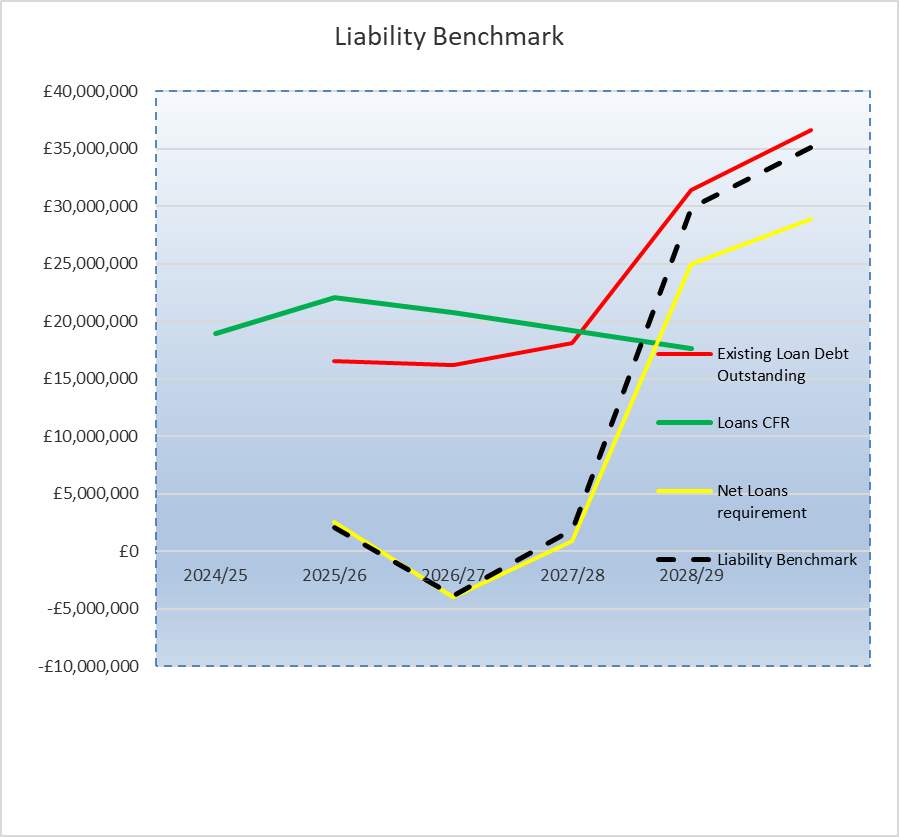 Liability Benchmark
£40,000,000
£35,000,000
£30,000,000
£25,000,000
£20,000,000
£15,000,000
£10,000,000
£5,000,000
£0
-£5,000,000
-£10,000,000
2024/25
2025/26
2026/27
2027/28
2028/29
Existing Loan Debt
Outstanding
Loans CFR
Net Loans
requirement
Liability Benchmark